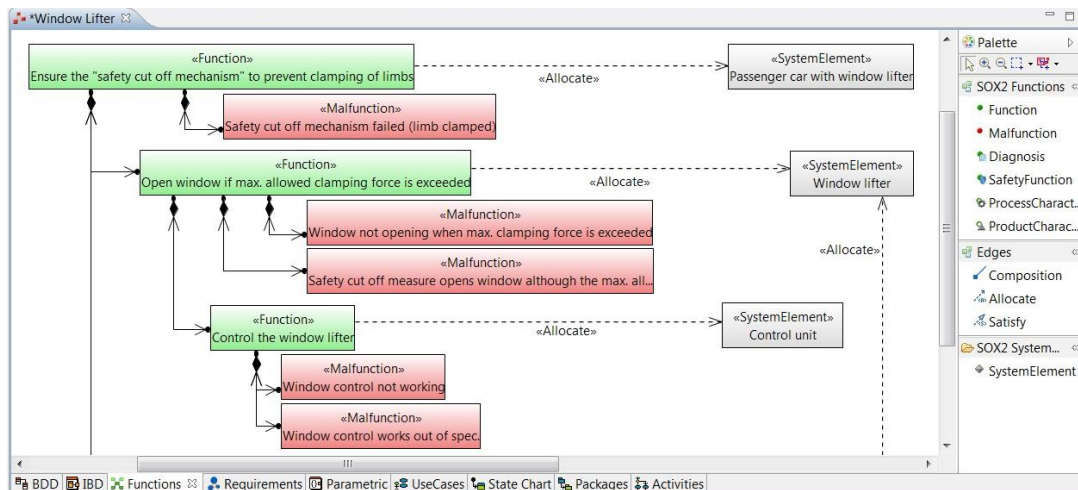 *Window Lifter
«Function»
Ensure the "safety cut off mechanism" to prevent clamping of limbs
«Allocate»
«SystemElement»
Passenger car with window lifter
«Malfunction»
Safety cut off mechanism failed (limb clamped)
«Function»
Open window if max. allowed clamping force is exceeded
«Allocate»
«SystemElement»
Window lifter
«Malfunction»
Window not opening when max. clamping force is exceeded
«Allocate»
«Malfunction»
Safety cut off measure opens window although the max. all...
«Function»
Control the window lifter
«Allocate»
«SystemElement»
Control unit
«Malfunction»
Window control not working
«Malfunction»
Window control works out of spec.
Palette
SOX2 Functions
Function
Malfunction
Diagnosis
SafetyFunction
ProcessCharact...
ProductCharac...
Edges
Composition
Allocate
Satisfy
SOX2 System...
SystemElement
BDD IBD Functions Requirements Parametric UseCases State Chart Packages Activities